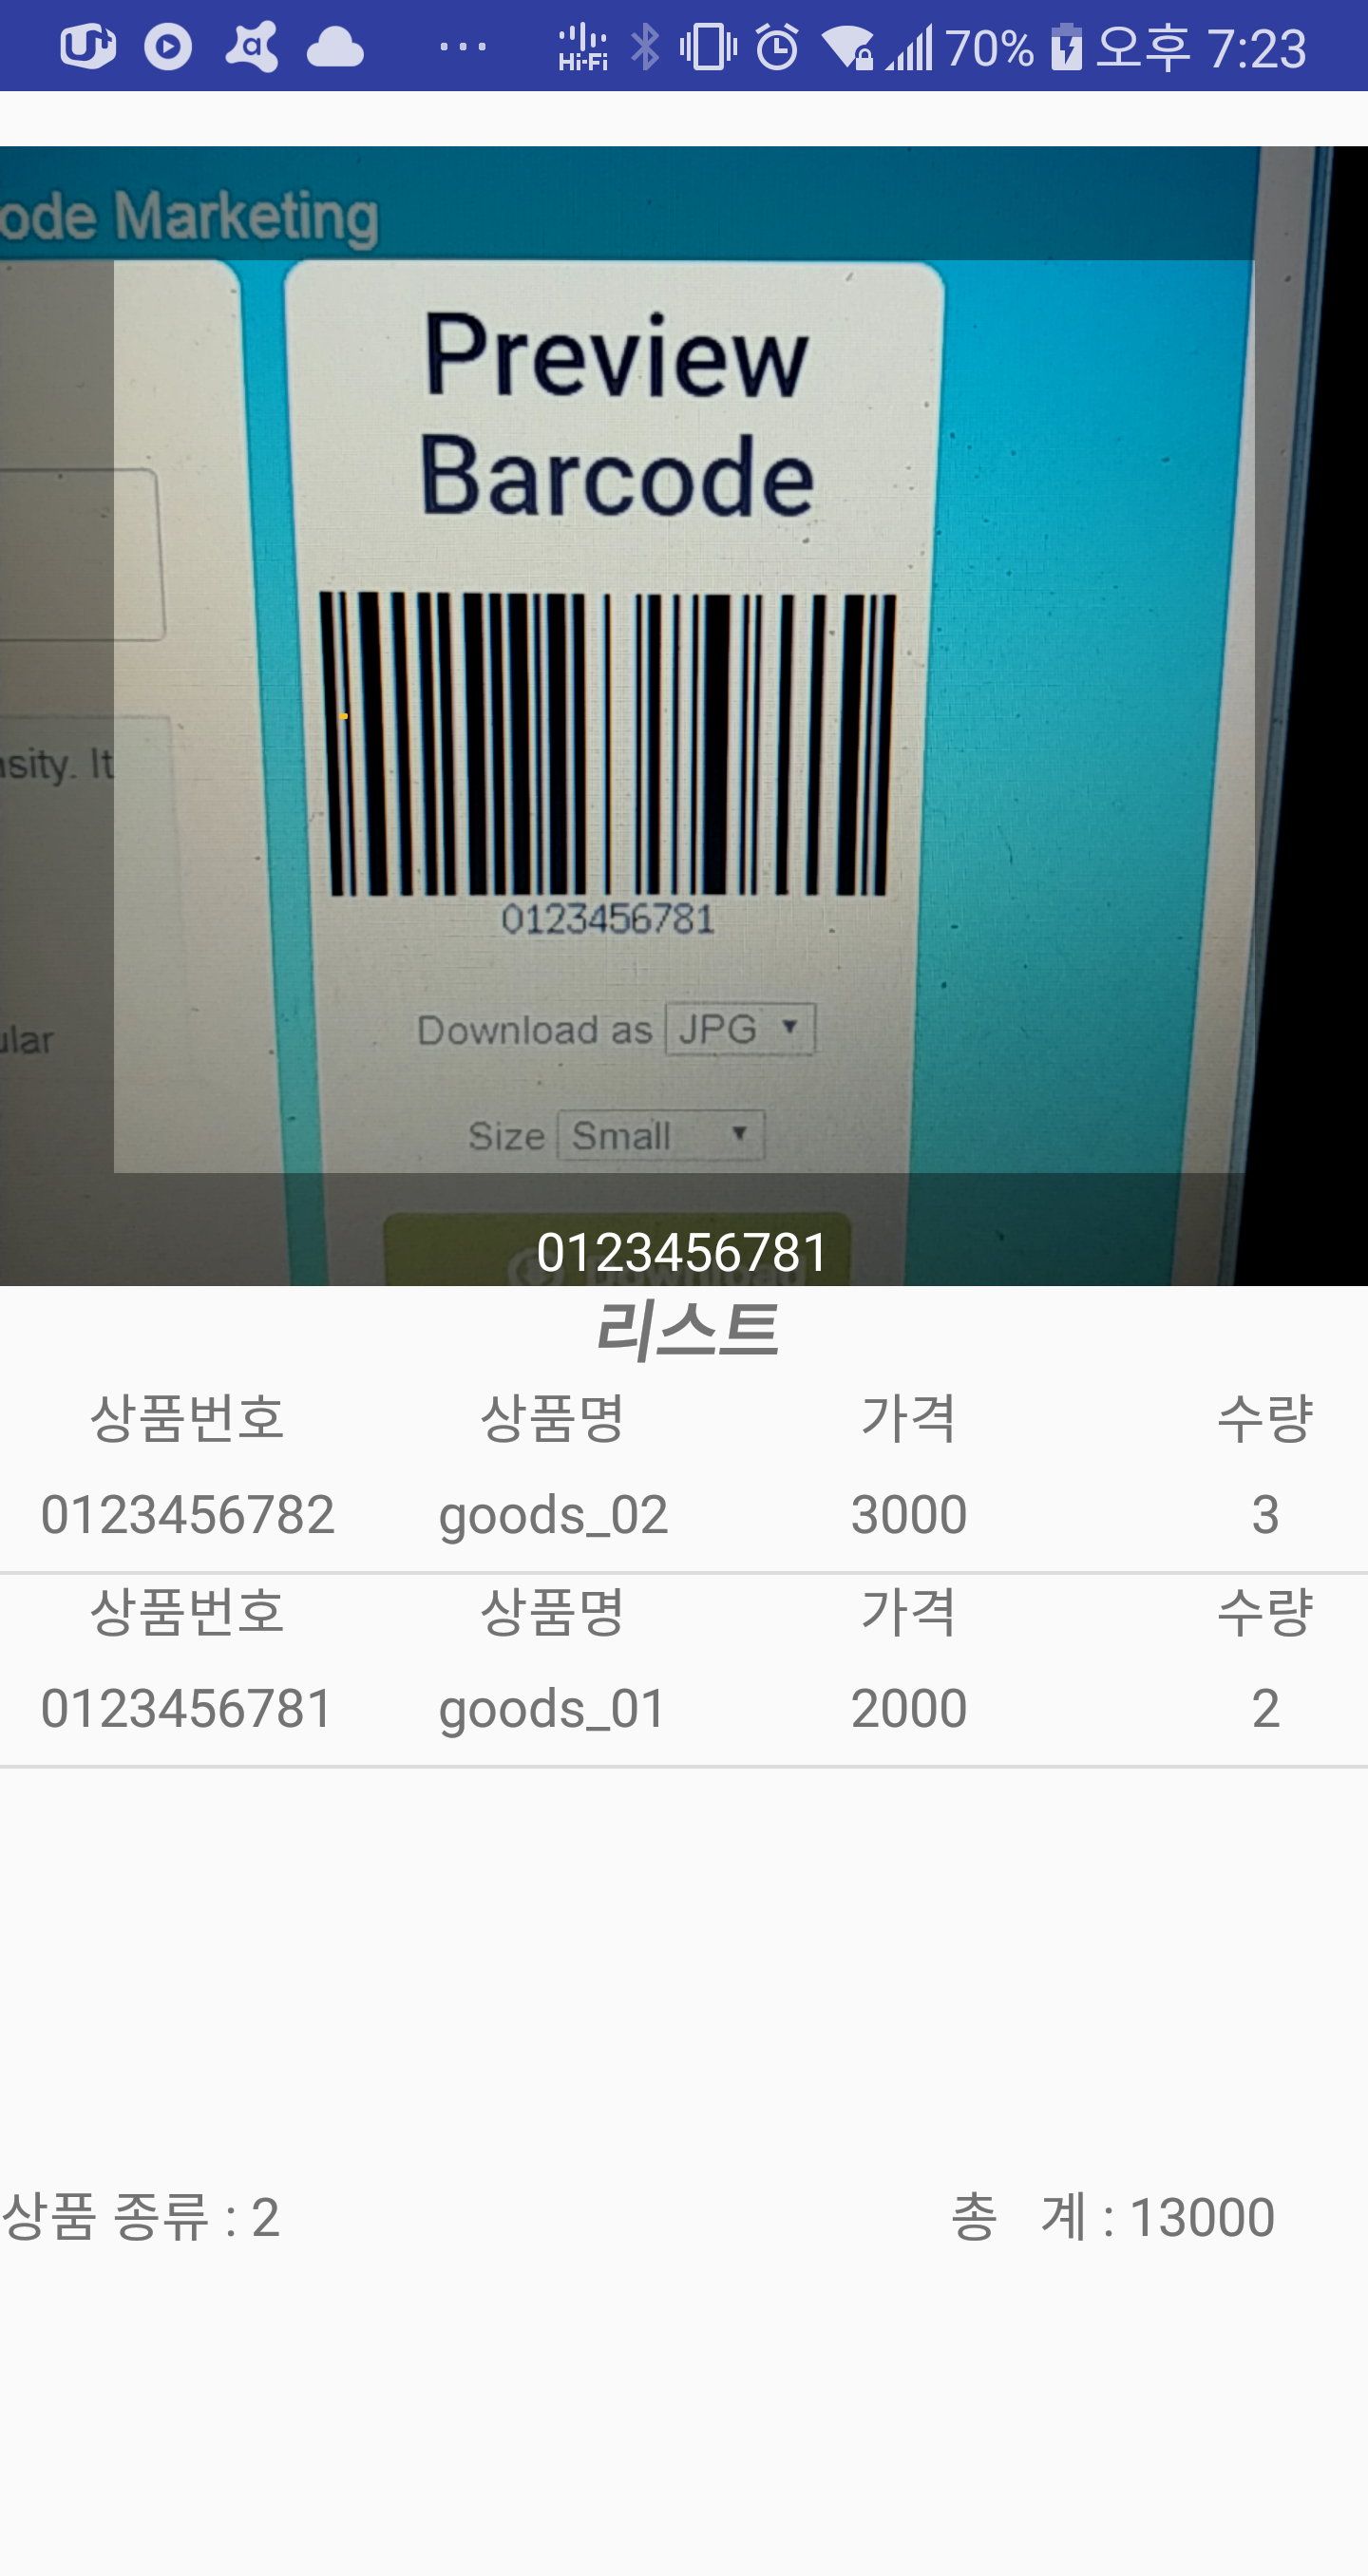 Hi-Fi 70% 오후 7:23
ode Marketing
Preview
Barcode
nsity. It
0123456781
ular
Download as JPG
Size Small
0123456781
리스트
상품번호 상품명 가격 수량
0123456782 goods_02 3000 3
상품번호 상품명 가격 수량
0123456781 goods_01 2000 2
상품 종류 : 2 총 계 : 13000